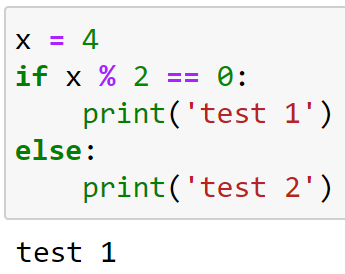 x = 4
if x % 2 == 0:
    print('test 1')
else:
    print('test 2')
test 1